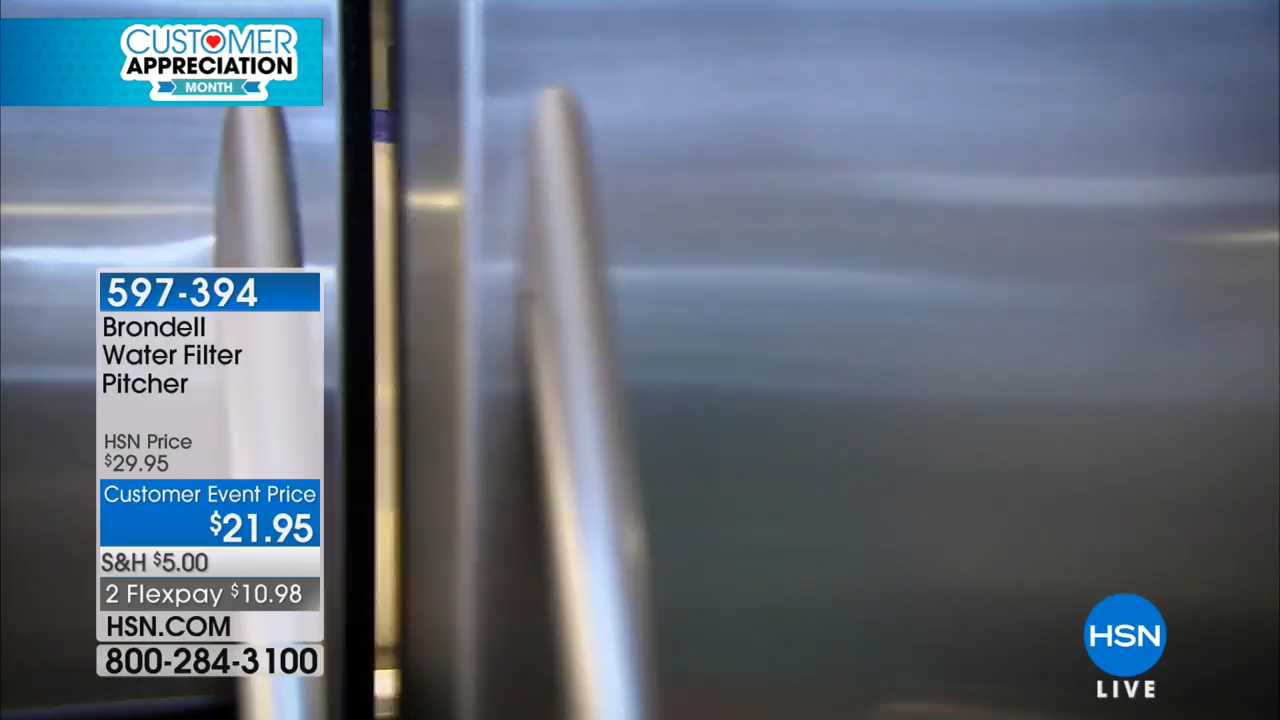 CUSTOMER
APPRECIATION
MONTH
597-394
Brondell
Water Filter
Pitcher
HSN Price
$29.95
Customer Event Price
$21.95
S&H $5.00
2 Flexpay $10.98
HSN.COM
800-284-3100
HSN
LIVE